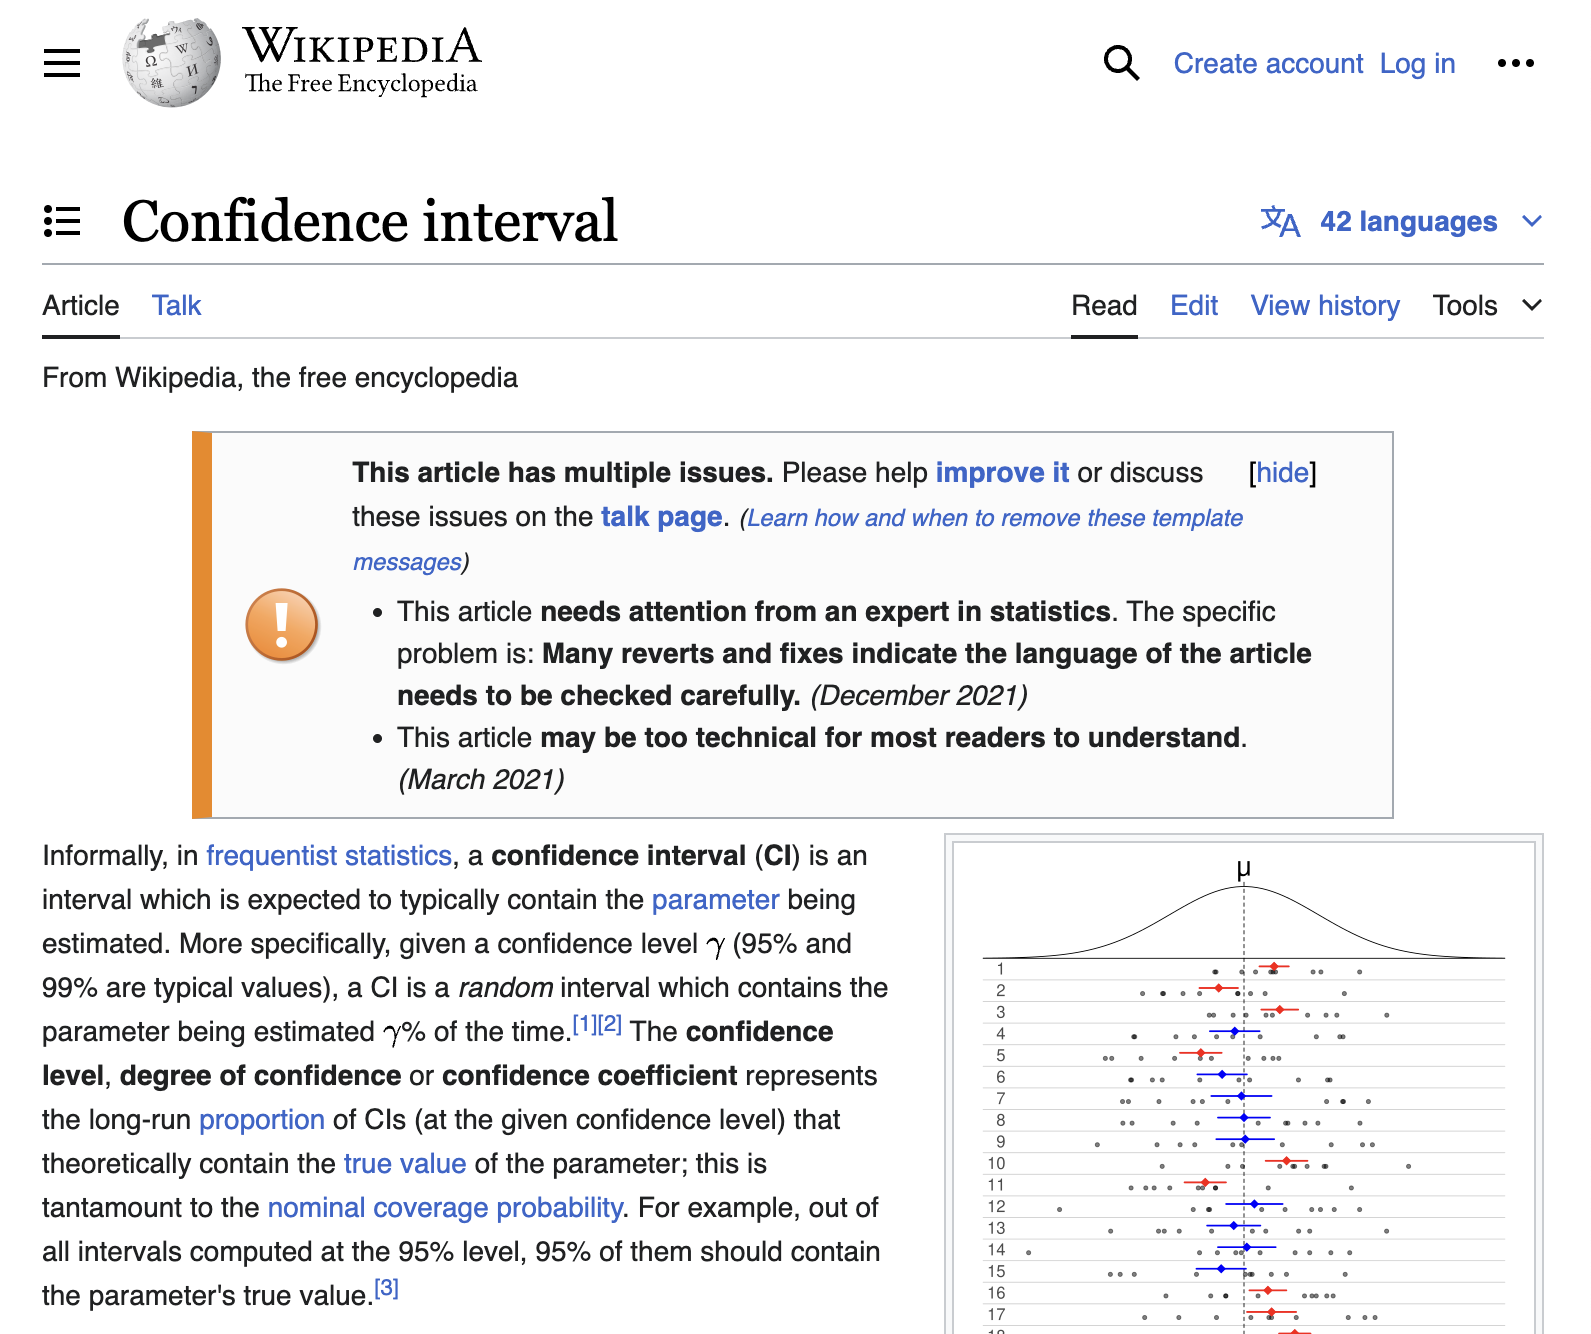 WIKIPEDIA
The Free Encyclopedia
Create account Log in
Confidence interval
42 languages
Article Talk
Read Edit View history Tools
From Wikipedia, the free encyclopedia
This article has multiple issues. Please help improve it or discuss [hide]
these issues on the talk page. (Learn how and when to remove these template
messages)
• This article needs attention from an expert in statistics. The specific
problem is: Many reverts and fixes indicate the language of the article
needs to be checked carefully. (December 2021)
• This article may be too technical for most readers to understand.
(March 2021)
Informally, in frequentist statistics, a confidence interval (CI) is an
interval which is expected to typically contain the parameter being
estimated. More specifically, given a confidence level γ (95% and
99% are typical values), a CI is a random interval which contains the
parameter being estimated γ% of the time.[1][2] The confidence
level, degree of confidence or confidence coefficient represents
the long-run proportion of CIs (at the given confidence level) that
theoretically contain the true value of the parameter; this is
tantamount to the nominal coverage probability. For example, out of
all intervals computed at the 95% level, 95% of them should contain
the parameter's true value.[3]
μ
1
2
3
4
5
6
7
8
9
10
11
12
13
14
15
16
17